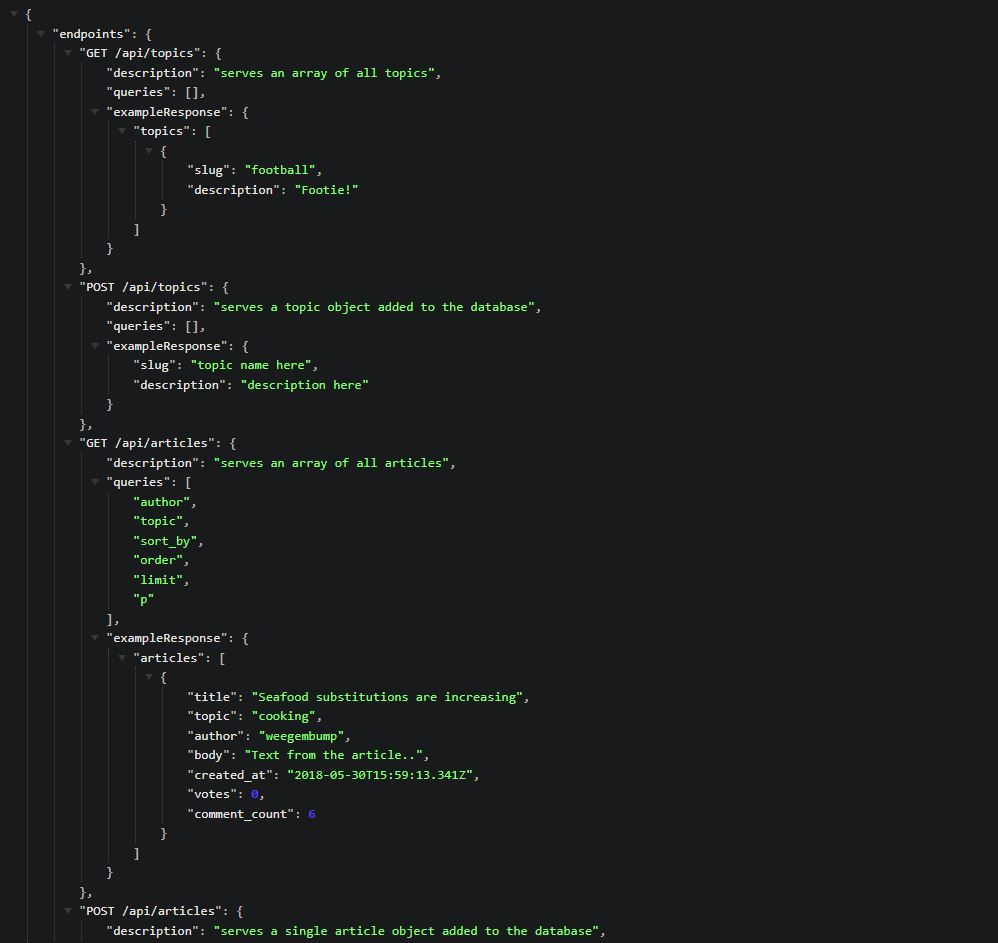 {
"endpoints": {
"GET /api/topics": {
"description": "serves an array of all topics",
"queries": [],
"exampleResponse": {
"topics": [
{
"slug": "football",
"description": "Footie!"
}
]
}
},
"POST /api/topics": {
"description": "serves a topic object added to the database",
"queries": [],
"exampleResponse": {
"slug": "topic name here",
"description": "description here"
}
},
"GET /api/articles": {
"description": "serves an array of all articles",
"queries": [
"author",
"topic",
"sort_by",
"order",
"limit",
"p"
],
"exampleResponse": {
"articles": [
{
"title": "Seafood substitutions are increasing",
"topic": "cooking",
"author": "weegembump",
"body": "Text from the article..",
"created_at": "2018-05-30T15:59:13.341Z",
"votes": 0,
"comment_count": 6
}
]
}
},
"POST /api/articles": {
"description": "serves a single article object added to the database",